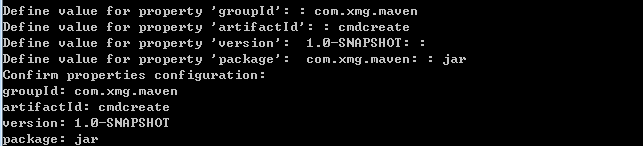 Define value for property 'groupId': : com.xmg.maven
Define value for property 'artifactId': : cmdcreate
Define value for property 'version':  1.0-SNAPSHOT: :
Define value for property 'package':  com.xmg.maven: : jar
Confirm properties configuration:
groupId: com.xmg.maven
artifactId: cmdcreate
version: 1.0-SNAPSHOT
package: jar